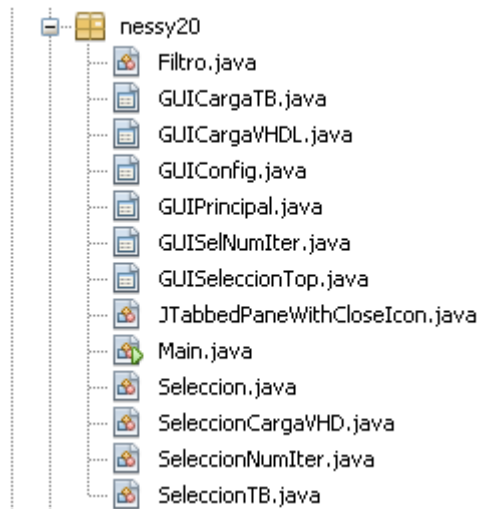 nessy20
Filtro.java
GUICargaTB.java
GUICargaVHDL.java
GUIConfig.java
GUIPrincipal.java
GUISelNumIter.java
GUISeleccionTop.java
JTabbedPaneWithCloseIcon.java
Main.java
Seleccion.java
SeleccionCargaVHD.java
SeleccionNumIter.java
SeleccionTB.java